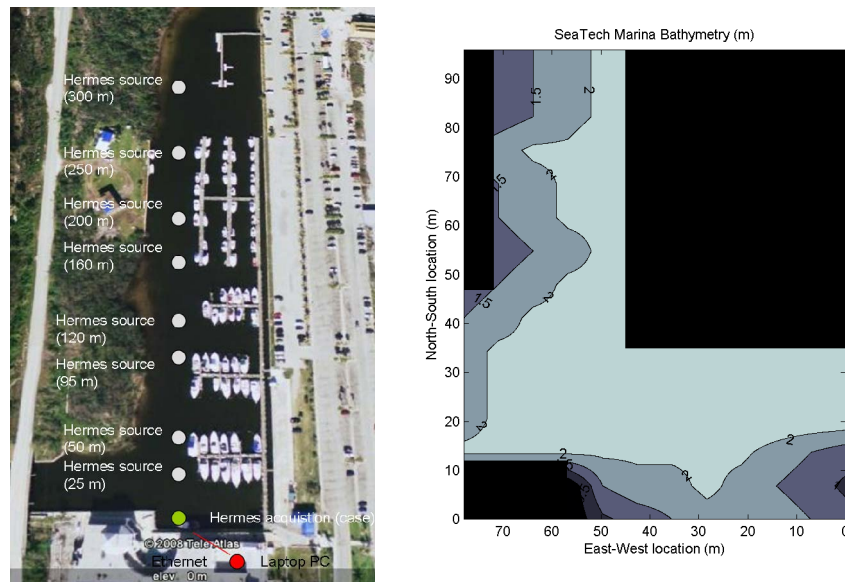 Hermes source
(300 m)
Hermes source
(250 m)
Hermes source
(200 m)
Hermes source
(160 m)
Hermes source
(120 m)
Hermes source
(95 m)
Hermes source
(50 m)
Hermes source
(25 m)
Hermes acquistion (case)
© 2008 Tele Atlas
Ethernet
Laptop PC
elev 0 m
SeaTech Marina Bathymetry (m)
North-South location (m)
90
80
70
60
50
40
30
20
10
0
70
60
50
40
30
20
10
0
East-West location (m)
1.5
2
1.5
2
1.5
2
2
2
2
2